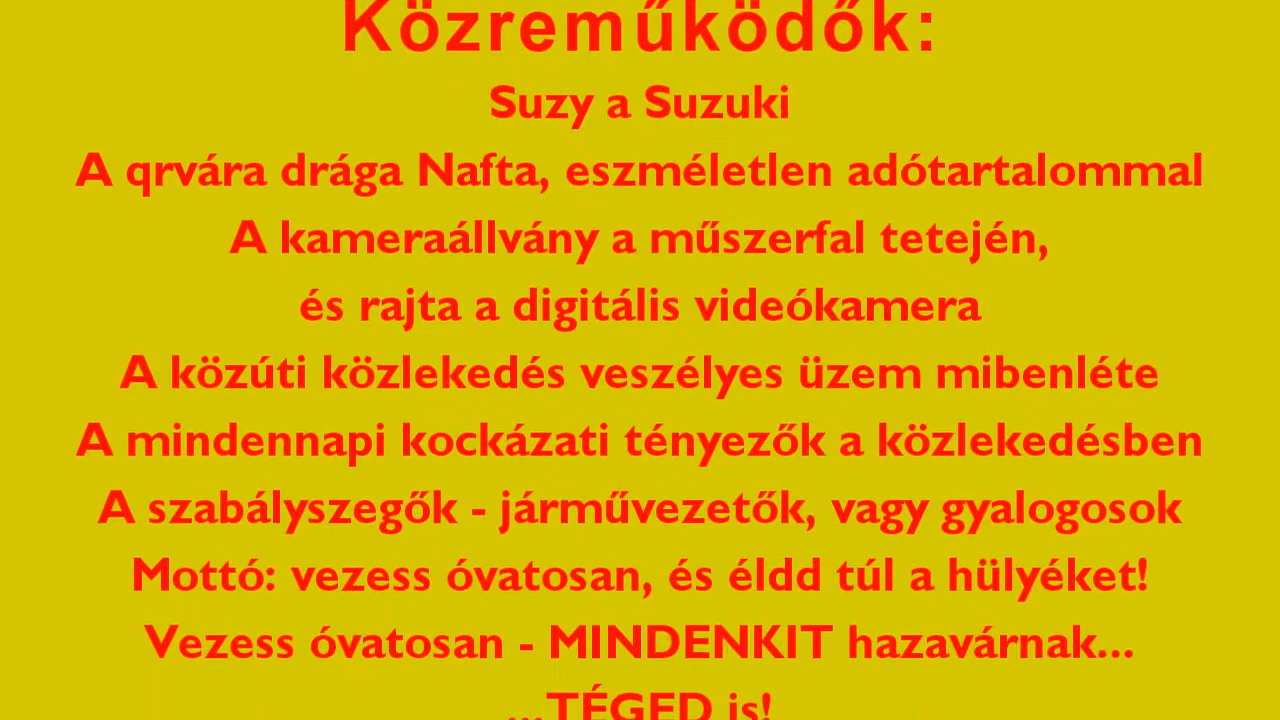 Közreműködők:
Suzy a Suzuki
A qrvára drága Nafta, eszméletlen adótartalommal
A kameraállvány a műszerfal tetején,
és rajta a digitális videókamera
A közúti közlekedés veszélyes üzem mibenléte
A mindennapi kockázati tényezők a közlekedésben
A szabályszegők - járművezetők, vagy gyalogosok
Mottó: vezess óvatosan, és éldd túl a hülyéket!
Vezess óvatosan - MINDENKIT hazavárnak...
...TÉGED is!